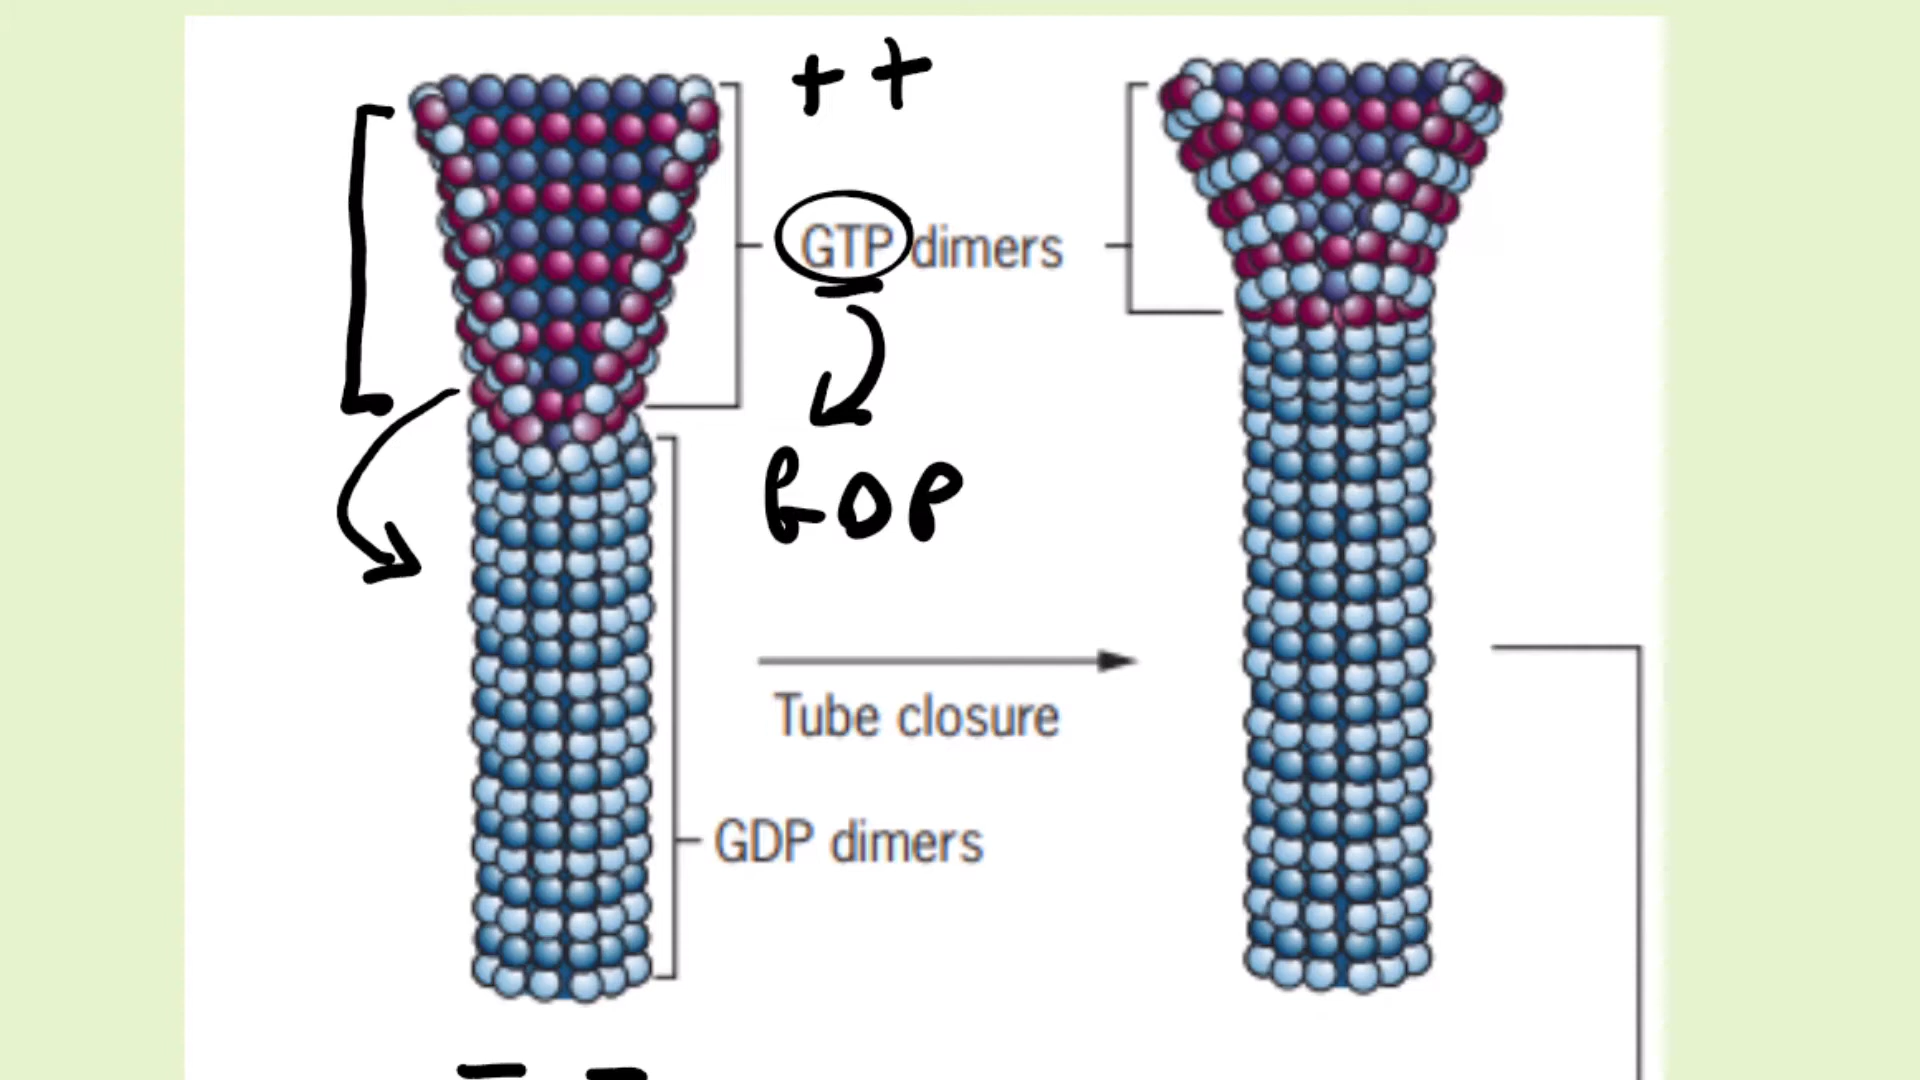 ++
GTP dimers
GDP
Tube closure
GDP dimers
- -